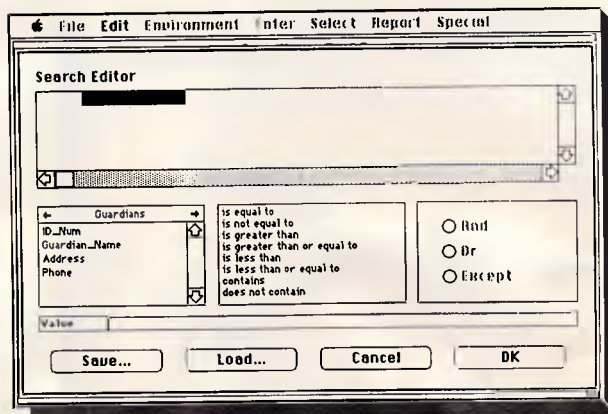 File Edit Environment Enter Select Report Special
Search Editor
← Guardians →
ID_Num
Guardian_Name
Address
Phone
is equal to
is not equal to
is greater than
is greater than or equal to
is less than
is less than or equal to
contains
does not contain
And
Or
Except
Value
Save...
Load...
Cancel
OK